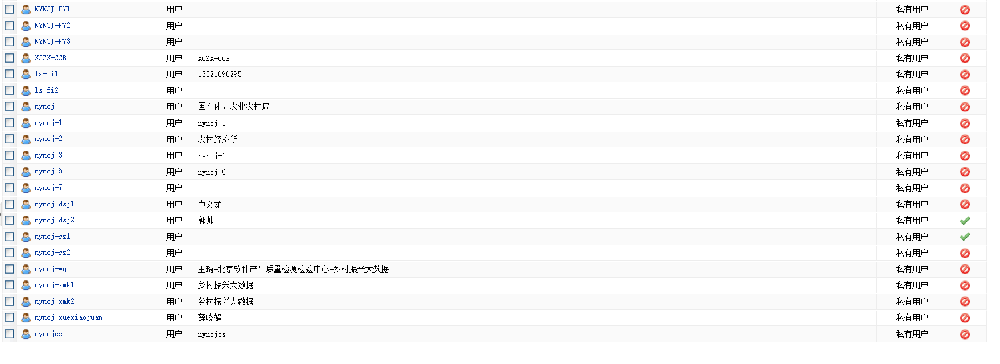 NYNCJ-FY1 用户 私有用户
NYNCJ-FY2 用户 私有用户
NYNCJ-FY3 用户 私有用户
XCZX-CCB 用户 XCZX-CCB 私有用户
ls-fi1 用户 13521696295 私有用户
ls-fi2 用户 私有用户
nyncj 用户 国产化，农业农村局 私有用户
nyncj-1 用户 nyncj-1 私有用户
nyncj-2 用户 农村经济所 私有用户
nyncj-3 用户 nyncj-1 私有用户
nyncj-6 用户 nyncj-6 私有用户
nyncj-7 用户 私有用户
nyncj-dsj1 用户 卢文龙 私有用户
nyncj-dsj2 用户 郭帅 私有用户
nyncj-sz1 用户 私有用户
nyncj-sz2 用户 私有用户
nyncj-wq 用户 王琦-北京软件产品质量检测检验中心-乡村振兴大数据 私有用户
nyncj-xmk1 用户 乡村振兴大数据 私有用户
nyncj-xmk2 用户 乡村振兴大数据 私有用户
nyncj-xuexiaojuan 用户 薛晓娟 私有用户
nyncjcs 用户 nyncjcs 私有用户